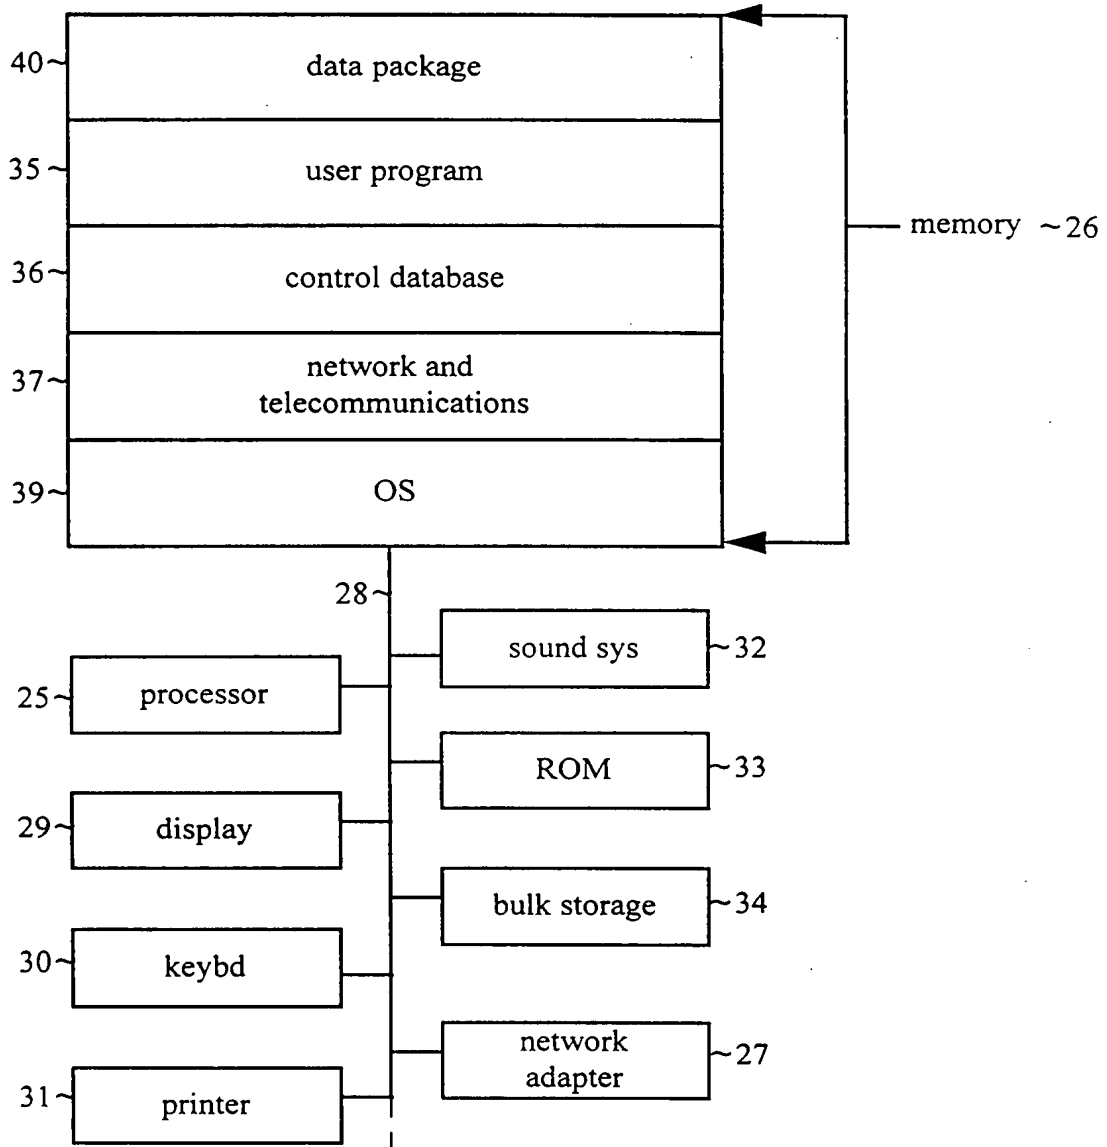 40~ data package
35~ user program
memory ~26
36~ control database
37~ network and
telecommunications
39~ OS
28~
sound sys ~32
25~ processor
ROM ~33
29~ display
bulk storage ~34
30~ keybd
network
adapter ~27
31~ printer